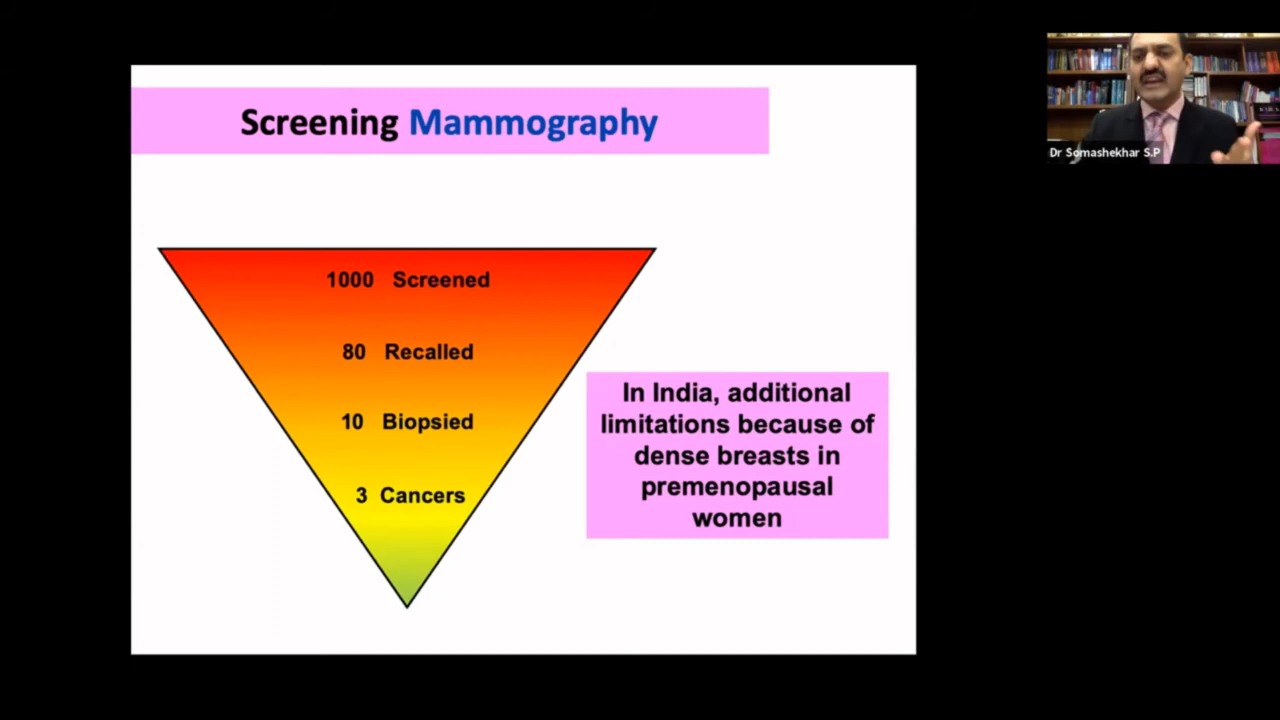 Screening Mammography
1000 Screened
80 Recalled
10 Biopsied
3 Cancers
In India, additional
limitations because of
dense breasts in
premenopausal
women
Dr Somashekhar S.P